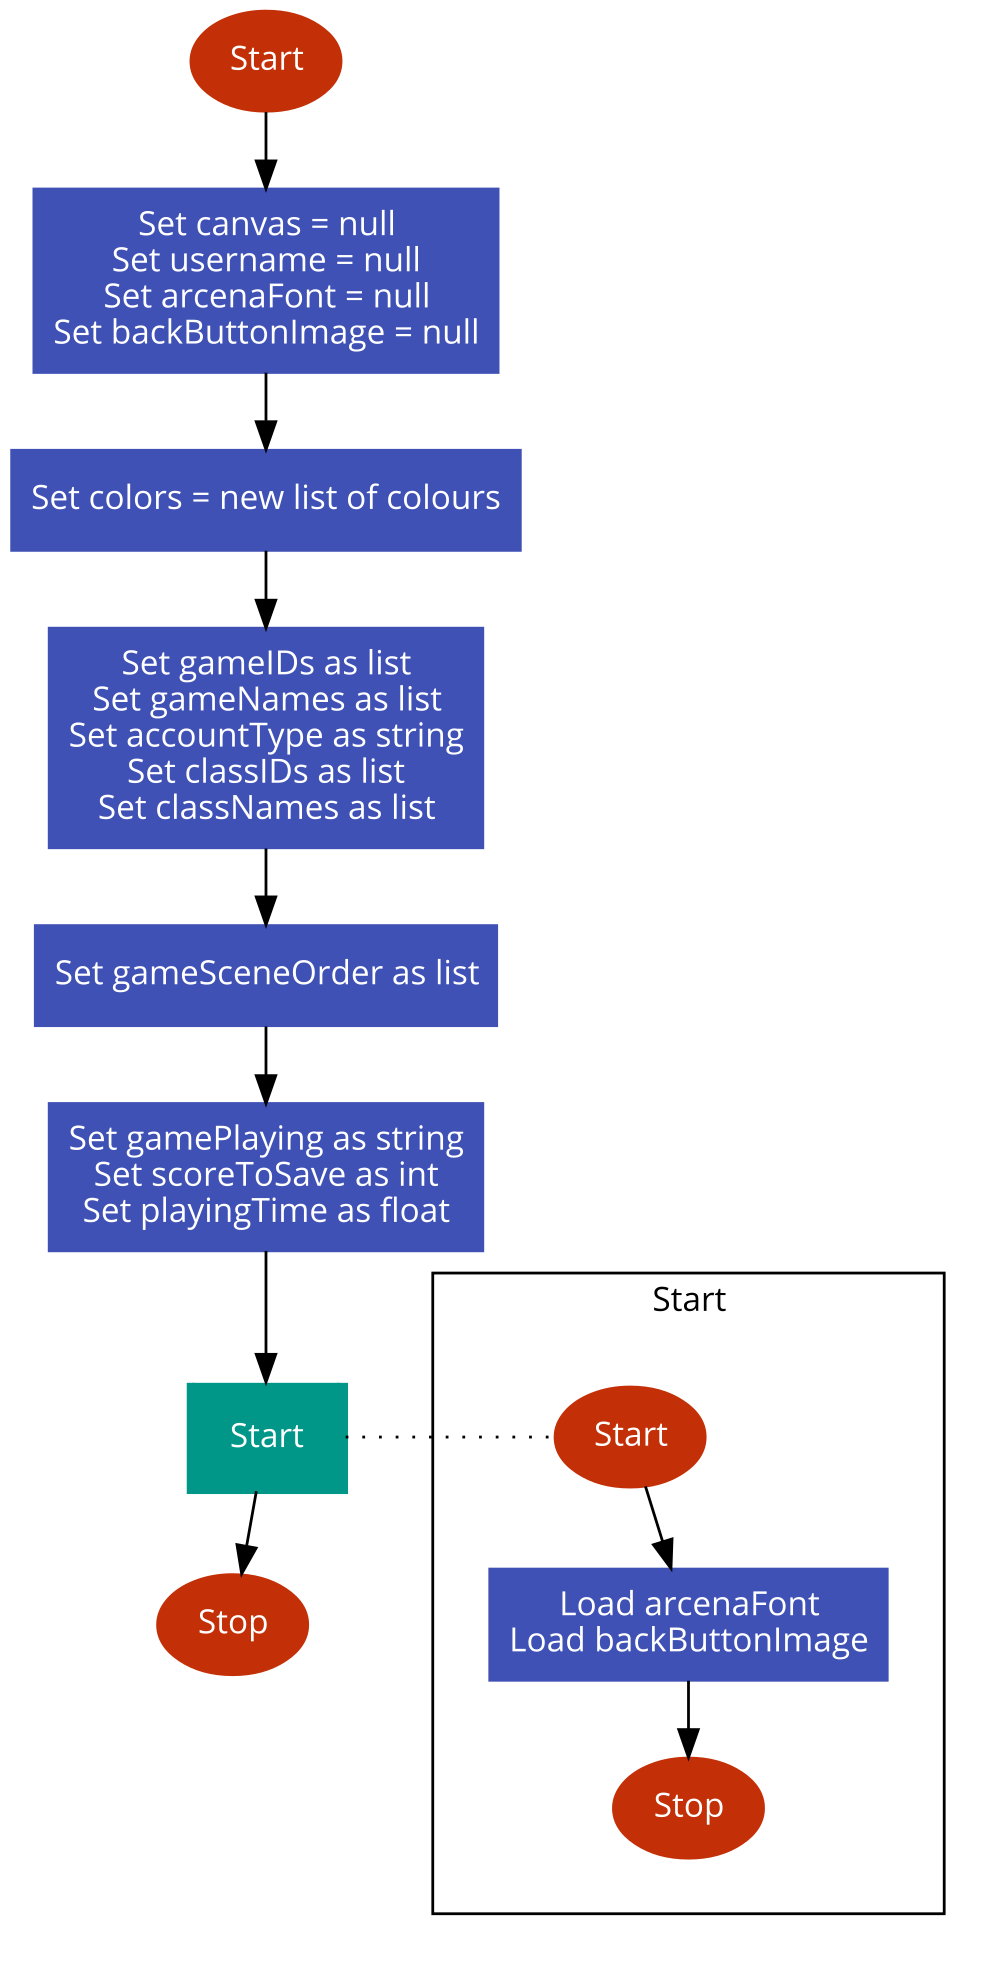 Start
Set canvas = null
Set username = null
Set arcenaFont = null
Set backButtonImage = null
Set colors = new list of colours
Set gameIDs as list
Set gameNames as list
Set accountType as string
Set classIDs as list
Set classNames as list
Set gameSceneOrder as list
Set gamePlaying as string
Set scoreToSave as int
Set playingTime as float
Start
Stop
Start
Start
Load arcenaFont
Load backButtonImage
Stop